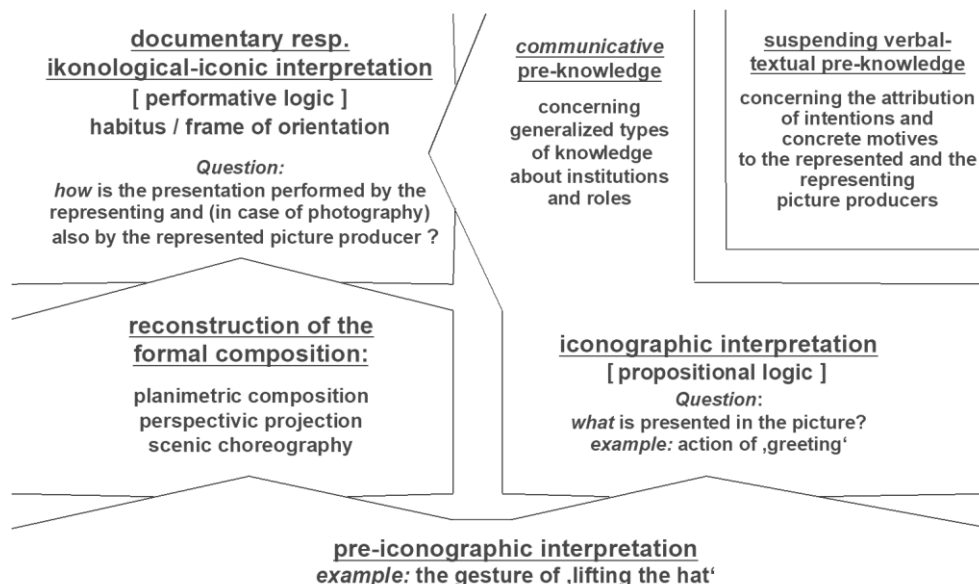 documentary resp.
ikonological-iconic interpretation
[ performative logic ]
habitus / frame of orientation
Question:
how is the presentation performed by the
representing and (in case of photography)
also by the represented picture producer ?
communicative
pre-knowledge
concerning
generalized types
of knowledge
about institutions
and roles
suspending verbal-
textual pre-knowledge
concerning the attribution
of intentions and
concrete motives
to the represented and the
representing
picture producers
reconstruction of the
formal composition:
planimetric composition
perspectivic projection
scenic choreography
iconographic interpretation
[ propositional logic ]
Question:
what is presented in the picture?
example: action of ‚greeting‘
pre-iconographic interpretation
example: the gesture of ‚lifting the hat‘